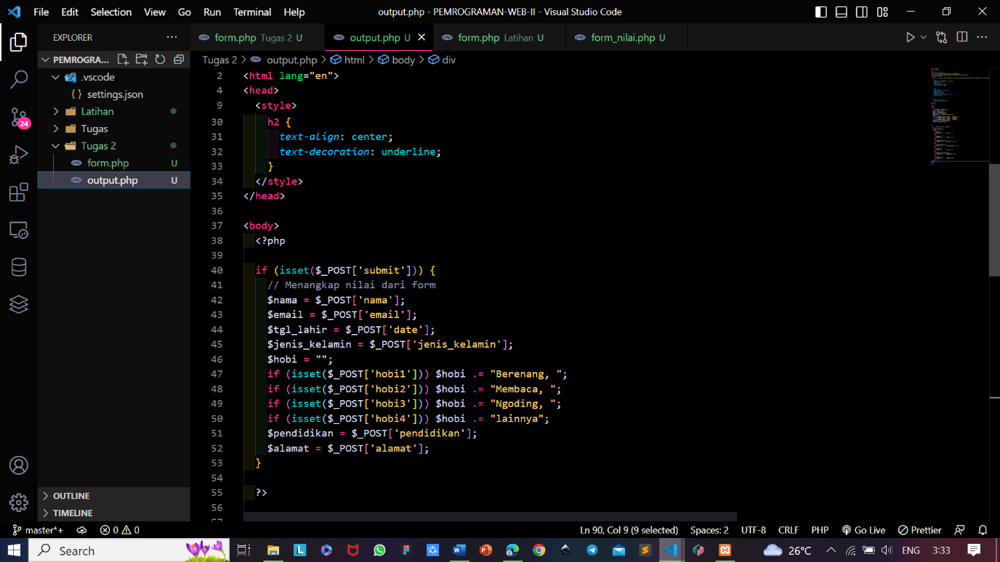 File Edit Selection View Go Run Terminal Help
output.php - PEMROGRAMAN-WEB-II - Visual Studio Code
EXPLORER
form.php Tugas 2 U
output.php U
form.php Latihan U
form_nilai.php U
PEMROGRA...
Tugas 2 > output.php > html > body > div
.vscode
{} settings.json
Latihan
Tugas
Tugas 2
form.php U
output.php U
24
2 <html lang="en">
4 <head>
9 <style>
30 h2 {
31 text-align: center;
32 text-decoration: underline;
33 }
34 </style>
35 </head>
36
37 <body>
38 <?php
39
40 if (isset($_POST['submit'])) {
41 // Menangkap nilai dari form
42 $nama = $_POST['nama'];
43 $email = $_POST['email'];
44 $tgl_lahir = $_POST['date'];
45 $jenis_kelamin = $_POST['jenis_kelamin'];
46 $hobi = "";
47 if (isset($_POST['hobi1'])) $hobi .= "Berenang, ";
48 if (isset($_POST['hobi2'])) $hobi .= "Membaca, ";
49 if (isset($_POST['hobi3'])) $hobi .= "Ngoding, ";
50 if (isset($_POST['hobi4'])) $hobi .= "lainnya";
51 $pendidikan = $_POST['pendidikan'];
52 $alamat = $_POST['alamat'];
53 }
54
55 ?>
56
OUTLINE
TIMELINE
master*+ 0 0
Ln 90, Col 9 (9 selected) Spaces: 2 UTF-8 CRLF PHP Go Live Prettier
Search
26°C ENG 3:33